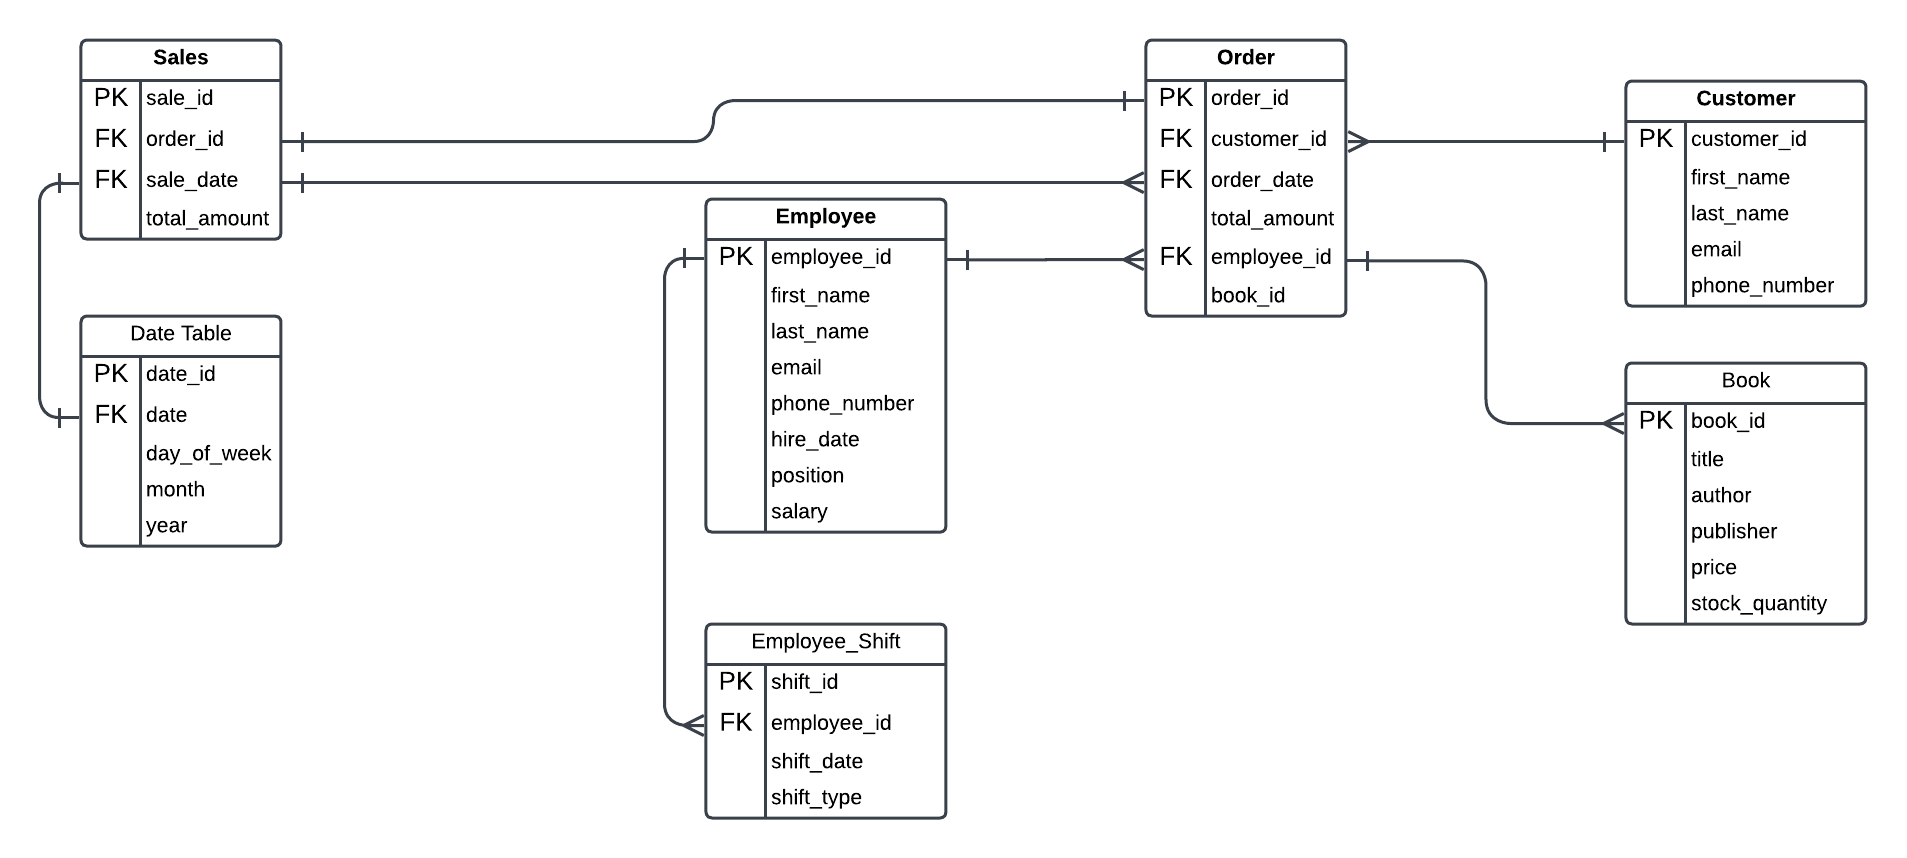 Sales
PK sale_id
FK order_id
FK sale_date
total_amount
Date Table
PK date_id
FK date
day_of_week
month
year
Employee
PK employee_id
first_name
last_name
email
phone_number
hire_date
position
salary
Employee_Shift
PK shift_id
FK employee_id
shift_date
shift_type
Order
PK order_id
FK customer_id
FK order_date
total_amount
FK employee_id
book_id
Customer
PK customer_id
first_name
last_name
email
phone_number
Book
PK book_id
title
author
publisher
price
stock_quantity